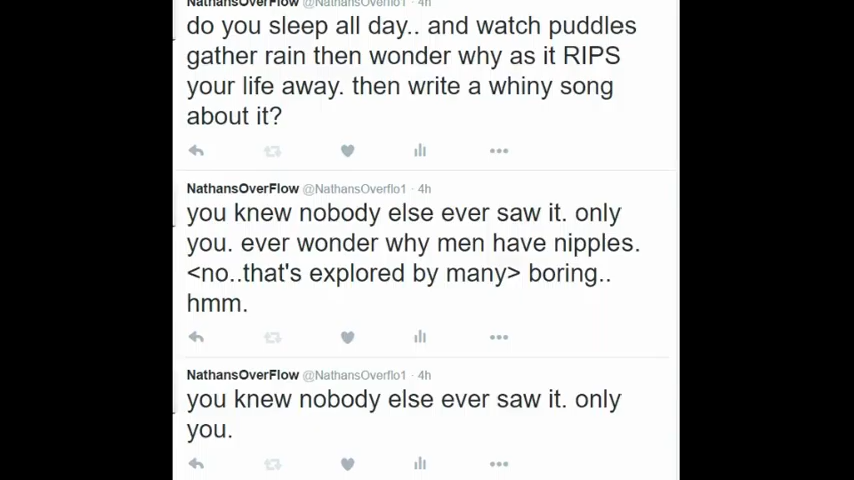 NathansOverFlow @NathansOverflo1 · 4h
do you sleep all day.. and watch puddles
gather rain then wonder why as it RIPS
your life away. then write a whiny song
about it?
NathansOverFlow @NathansOverflo1 · 4h
you knew nobody else ever saw it. only
you. ever wonder why men have nipples.
<no..that's explored by many> boring..
hmm.
NathansOverFlow @NathansOverflo1 · 4h
you knew nobody else ever saw it. only
you.